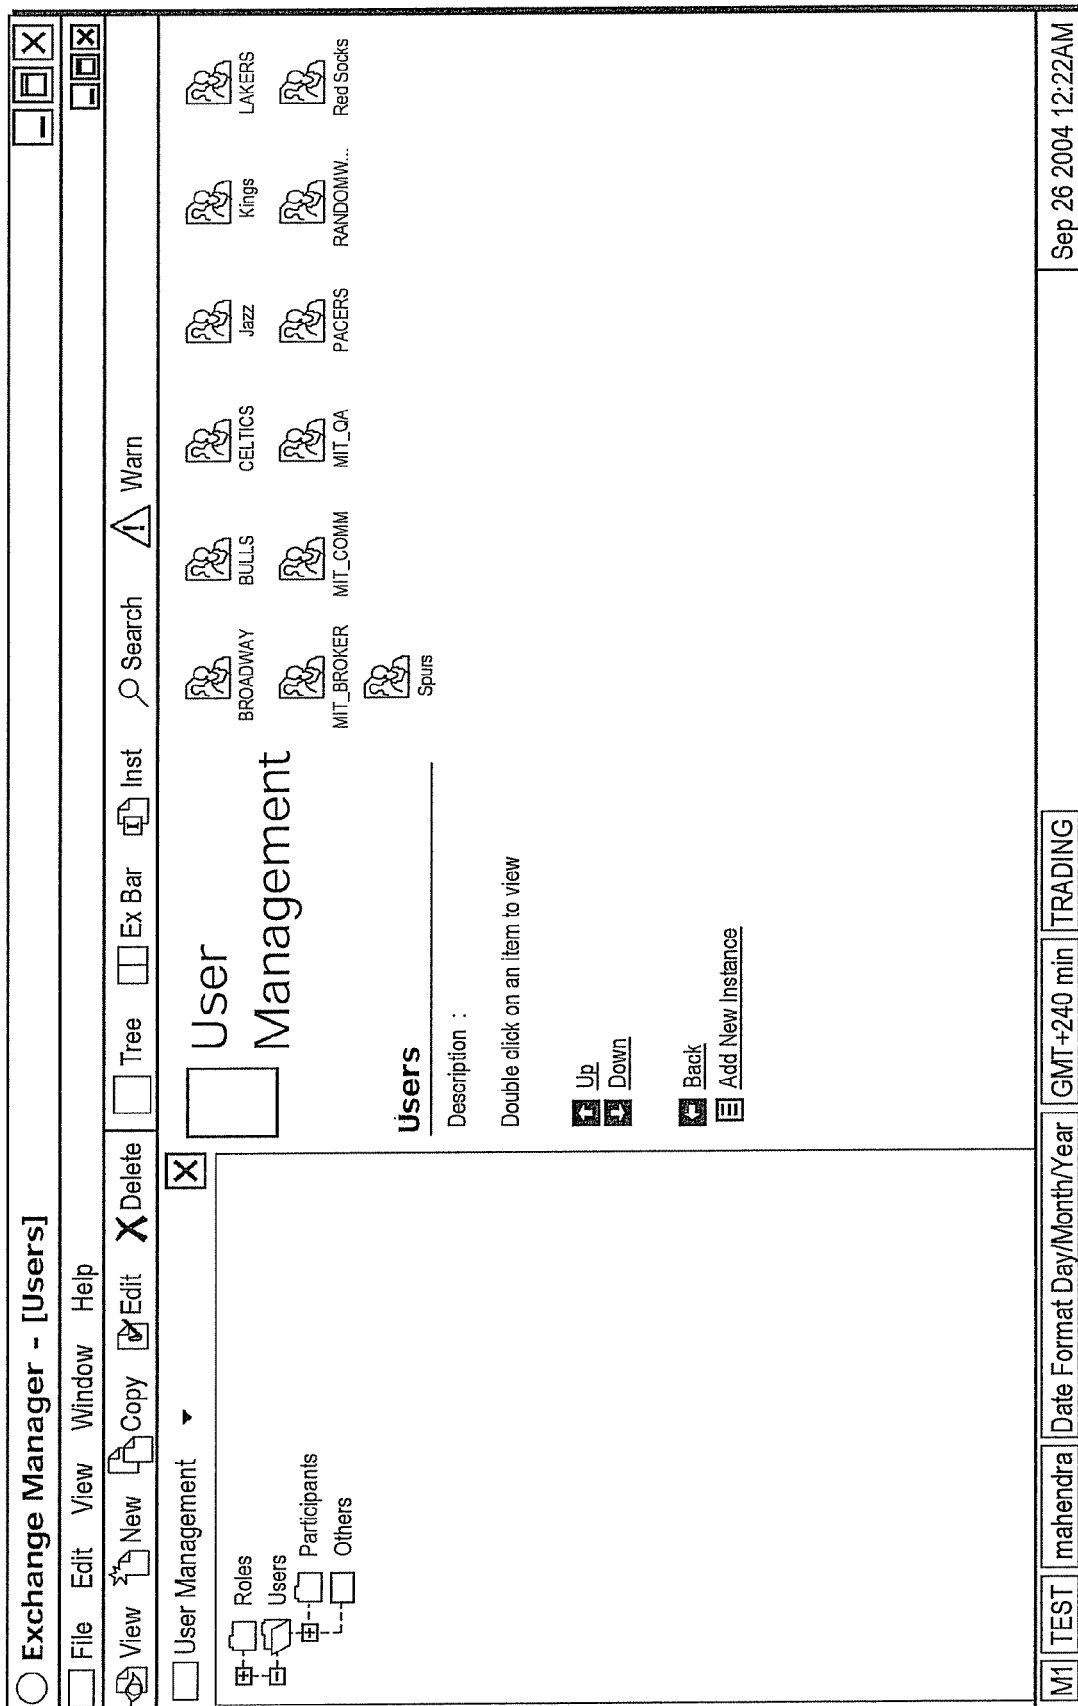 Exchange Manager - [Users]
File Edit View Window Help
View New Copy Edit Delete Tree Ex Bar Inst Search Warn
User Management
Roles
Users
Participants
Others
User
Management
Users
Description :
Double click on an item to view
Up
Down
Back
Add New Instance
BROADWAY BULLS CELTICS Jazz Kings LAKERS
MIT_BROKER MIT_COMM MIT_QA PACERS RANDOMW... Red Socks
Spurs
M1 TEST mahendra Date Format Day/Month/Year GMT+240 min TRADING Sep 26 2004 12:22AM